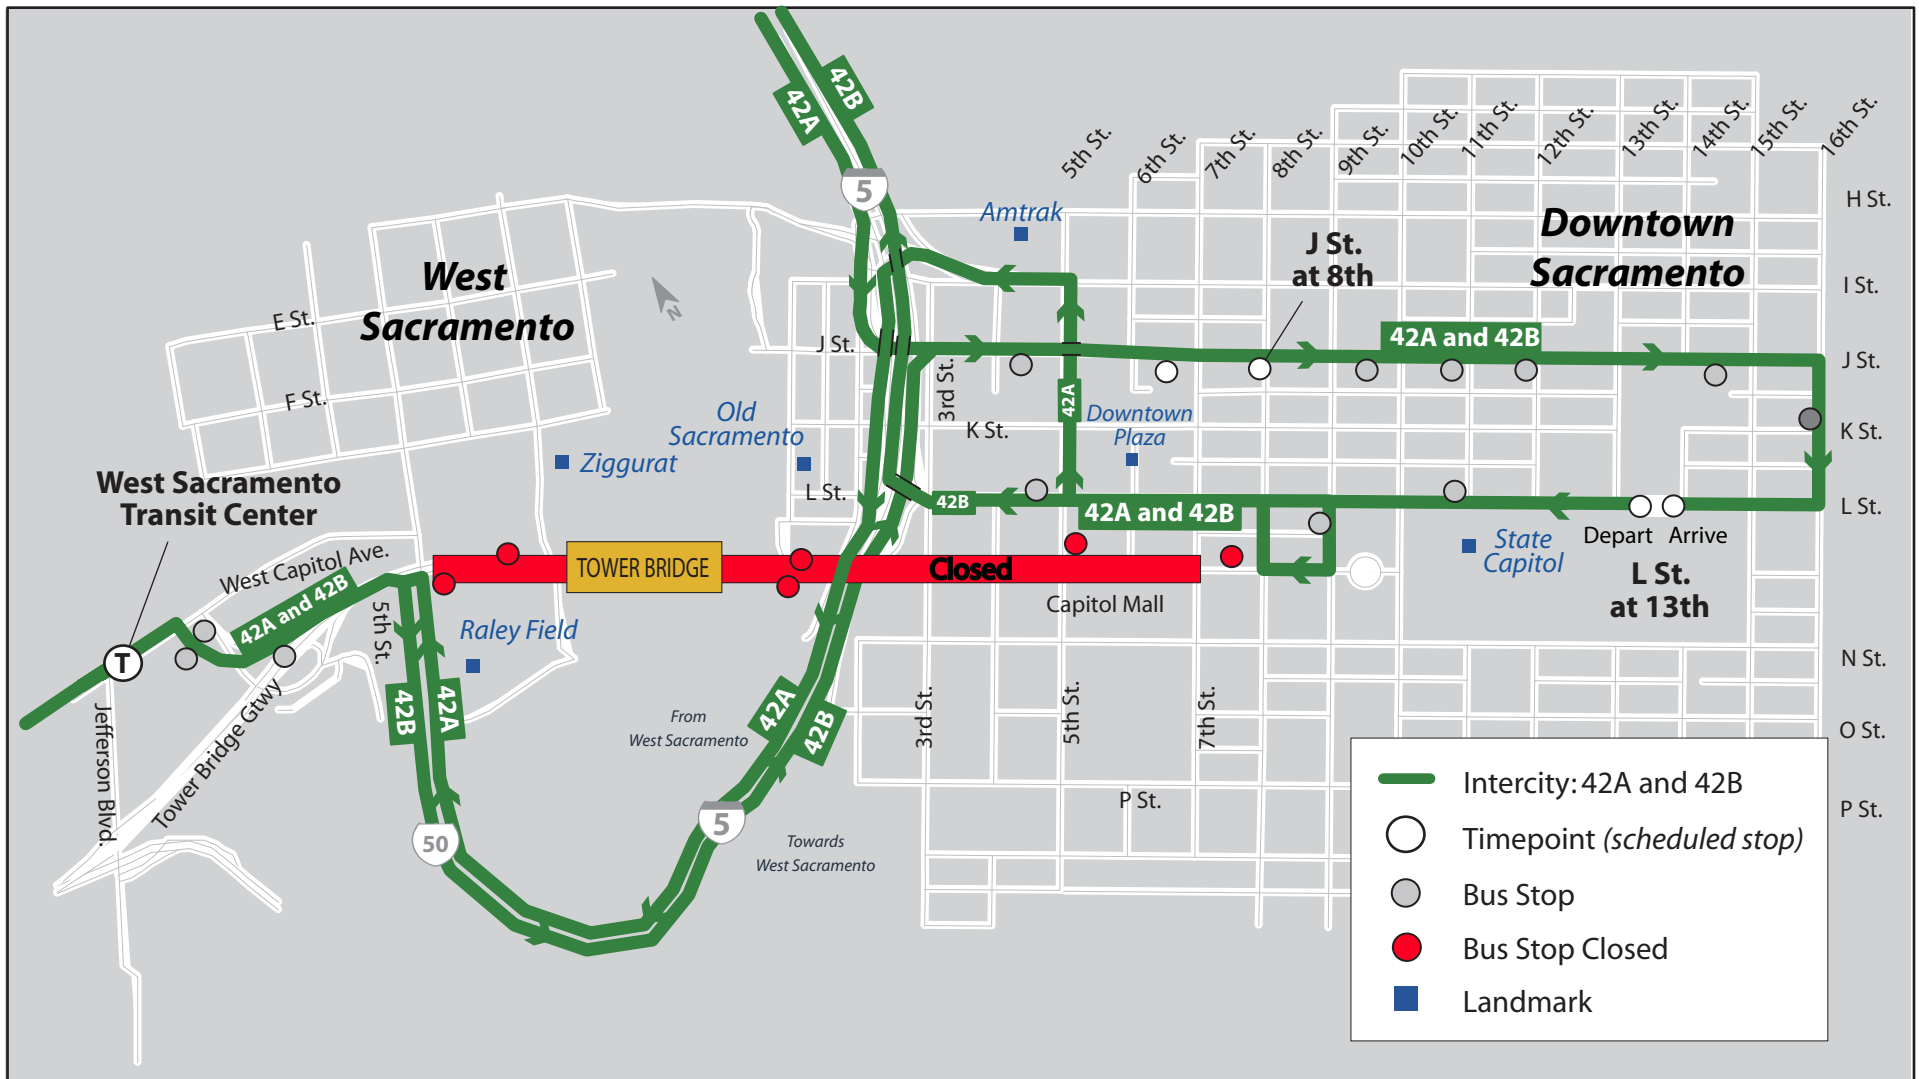 42B
42A
5
5th St.
6th St.
7th St.
8th St.
9th St.
10th St.
11th St.
12th St.
13th St.
14th St.
15th St.
16th St.
H St.
Amtrak
Downtown
Sacramento
J St.
at 8th
West
Sacramento
N
I St.
E St.
F St.
J St.
42A and 42B
J St.
3rd St.
42A
Old
Sacramento
Downtown
Plaza
K St.
K St.
Ziggurat
West Sacramento
Transit Center
L St.
42B
42A and 42B
L St.
Depart
Arrive
State
Capitol
L St.
at 13th
West Capitol Ave.
TOWER BRIDGE
Closed
Capitol Mall
42A and 42B
5th St.
Raley Field
T
N St.
42B
42A
Jefferson Blvd.
Tower Bridge Gtwy
From
West Sacramento
42A
42B
3rd St.
5th St.
7th St.
O St.
P St.
P St.
5
50
Towards
West Sacramento
Intercity: 42A and 42B
Timepoint (scheduled stop)
Bus Stop
Bus Stop Closed
Landmark